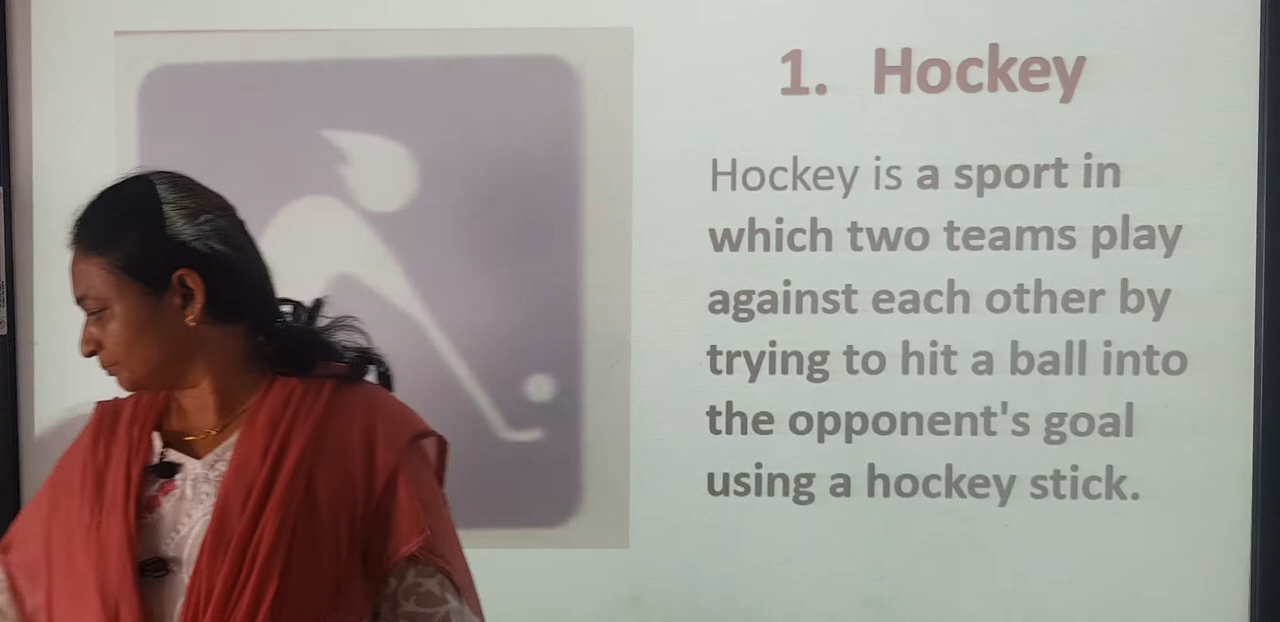 1. Hockey
Hockey is a sport in
which two teams play
against each other by
trying to hit a ball into
the opponent's goal
using a hockey stick.